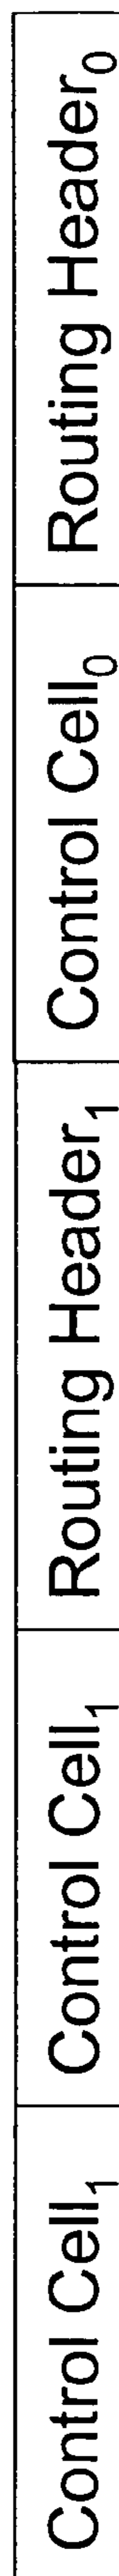 Control Cell₁
Control Cell₁
Routing Header₁
Control Cell₀
Routing Header₀